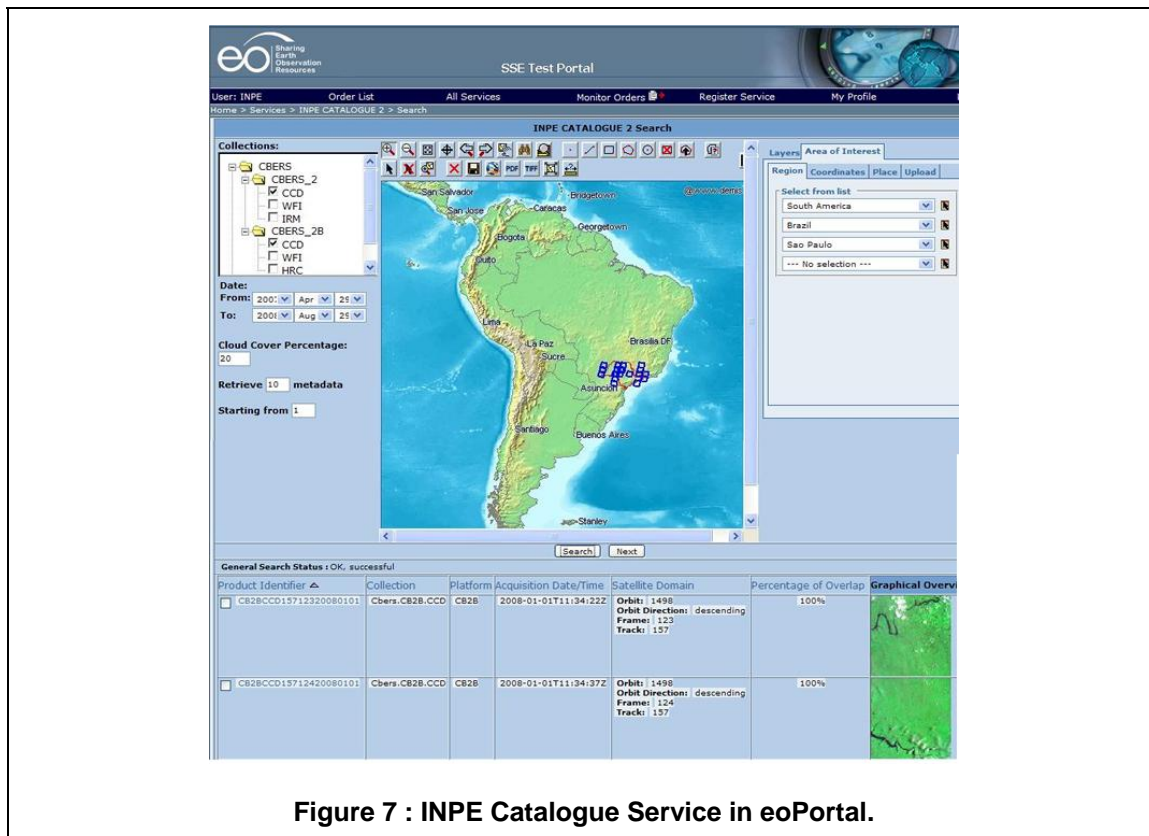 eo Sharing
Earth
Observation
Resources
SSE Test Portal
User: INPE Order List All Services Monitor Orders Register Service My Profile
Home > Services > INPE CATALOGUE 2 > Search
INPE CATALOGUE 2 Search
Collections:
CBERS
CBERS_2
CCD
WFI
IRM
CBERS_2B
CCD
WFI
HRC
Date:
From: Apr
To: Aug
Cloud Cover Percentage:
20
Retrieve 10 metadata
Starting from 1
PDF TIFF
San Salvador
Bridgetown
@www.demis
San Jose
Caracas
Georgetown
Bogota
Quito
Lima
La Paz
Brasilia DF
Sucre
Asuncion
Santiago
Buenos Aires
Stanley
Layers Area of Interest
Region Coordinates Place Upload
Select from list
South America
Brazil
Sao Paulo
--- No selection ---
Search Next
General Search Status : OK, successful
Product Identifier Collection Platform Acquisition Date/Time Satellite Domain Percentage of Overlap Graphical Overvi
CB2BCCD15712320080101 Cbers.CB2B.CCD CB2B 2008-01-01T11:34:22Z Orbit: 1498 100%
Orbit Direction: descending
Frame: 123
Track: 157
CB2BCCD15712420080101 Cbers.CB2B.CCD CB2B 2008-01-01T11:34:37Z Orbit: 1498 100%
Orbit Direction: descending
Frame: 124
Track: 157
Figure 7 : INPE Catalogue Service in eoPortal.